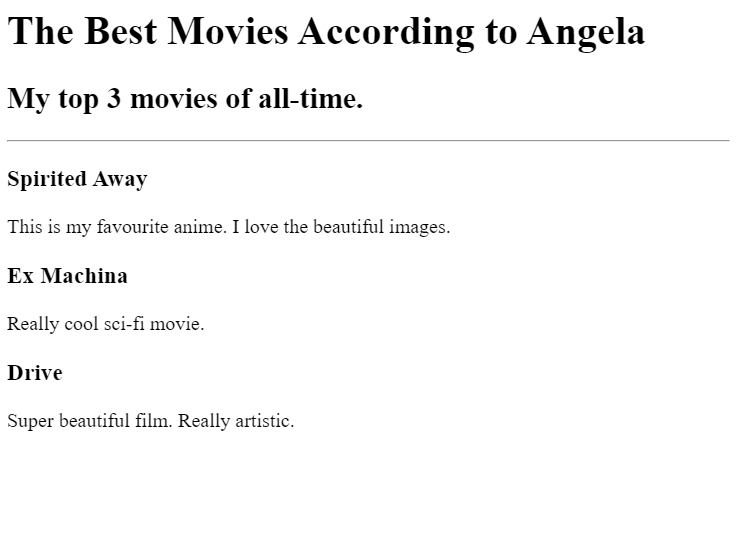 The Best Movies According to Angela
My top 3 movies of all-time.
Spirited Away
This is my favourite anime. I love the beautiful images.
Ex Machina
Really cool sci-fi movie.
Drive
Super beautiful film. Really artistic.